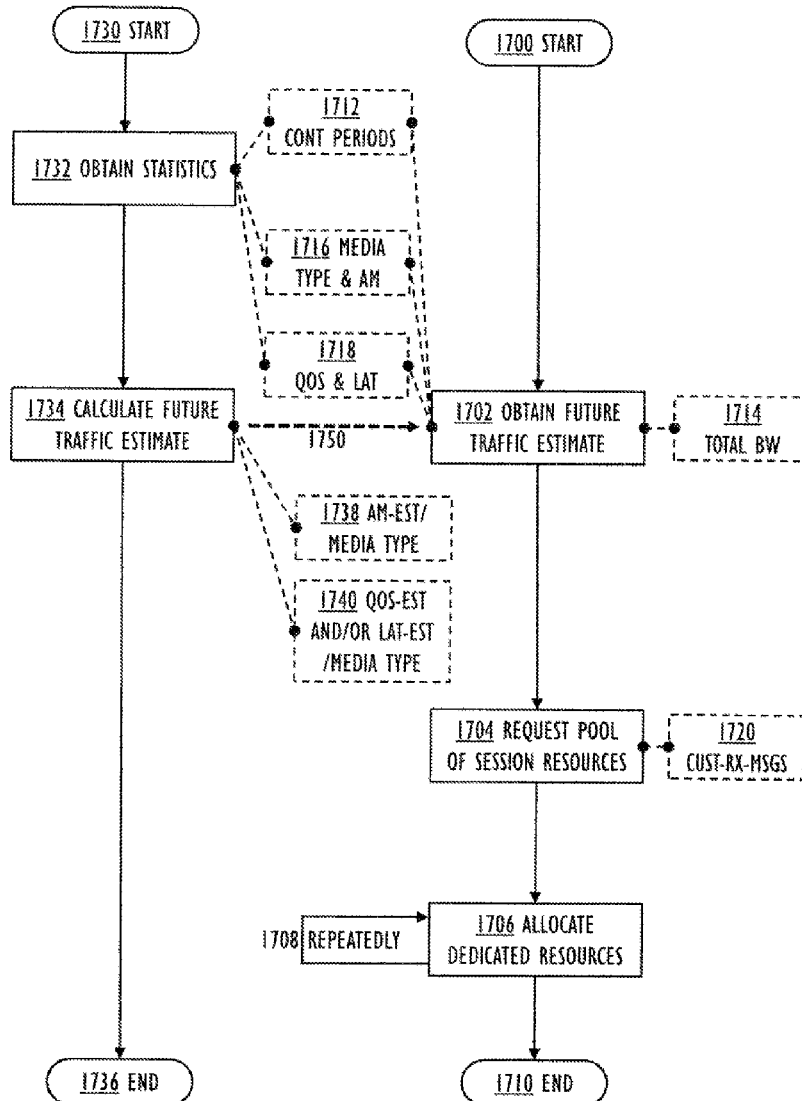 1730 START
1700 START
1712
CONT PERIODS
1732 OBTAIN STATISTICS
1716 MEDIA
TYPE & AM
1718
QOS & LAT
1734 CALCULATE FUTURE
TRAFFIC ESTIMATE
1750
1702 OBTAIN FUTURE
TRAFFIC ESTIMATE
1714
TOTAL BW
1738 AM-EST/
MEDIA TYPE
1740 QOS-EST
AND/OR LAT-EST
/MEDIA TYPE
1704 REQUEST POOL
OF SESSION RESOURCES
1720
CUST-RX-MSGS
1708 REPEATEDLY
1706 ALLOCATE
DEDICATED RESOURCES
1736 END
1710 END